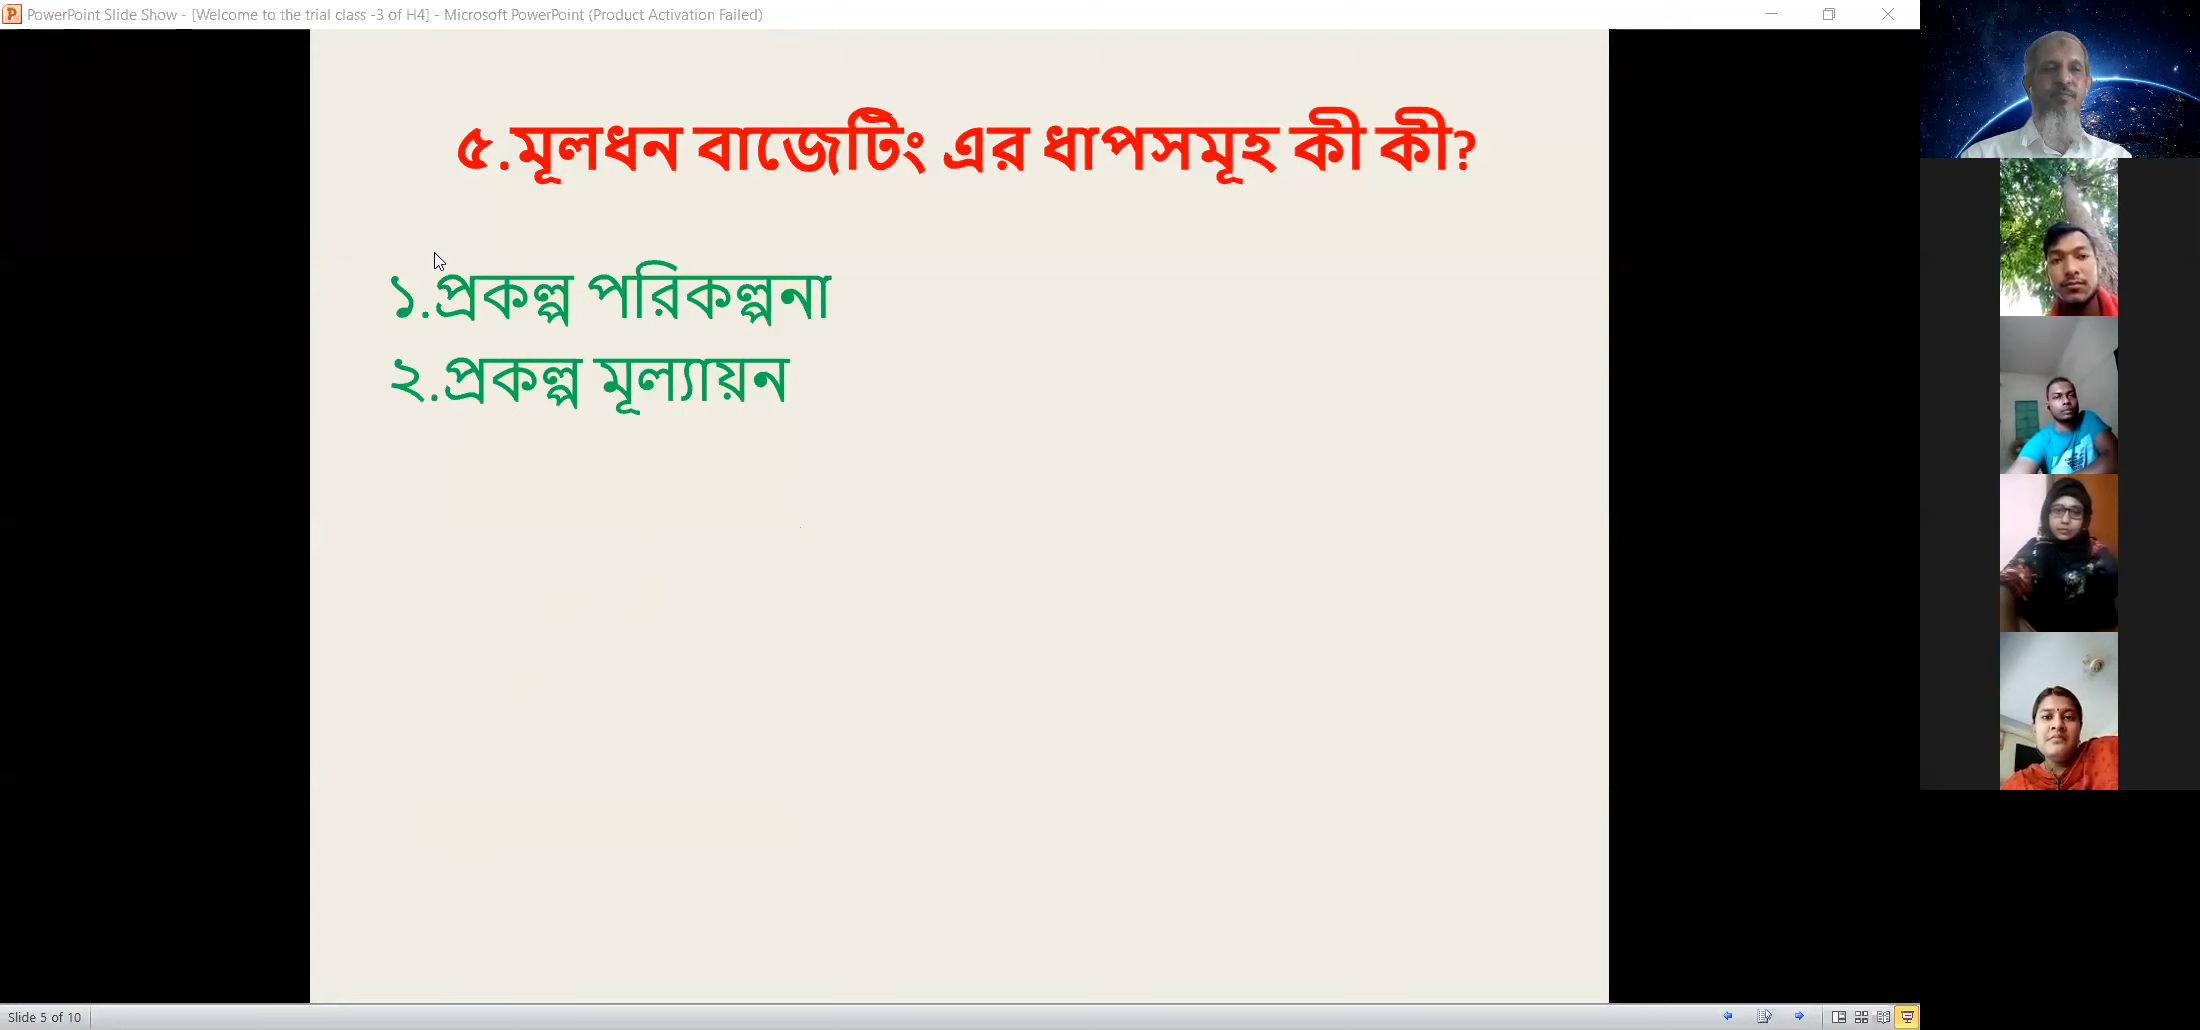 PowerPoint Slide Show - [Welcome to the trial class -3 of H4] - Microsoft PowerPoint (Product Activation Failed)
৫.মূলধন বাজেটিং এর ধাপসমূহ কী কী?
১.প্রকল্প পরিকল্পনা
২.প্রকল্প মূল্যায়ন
Slide 5 of 10